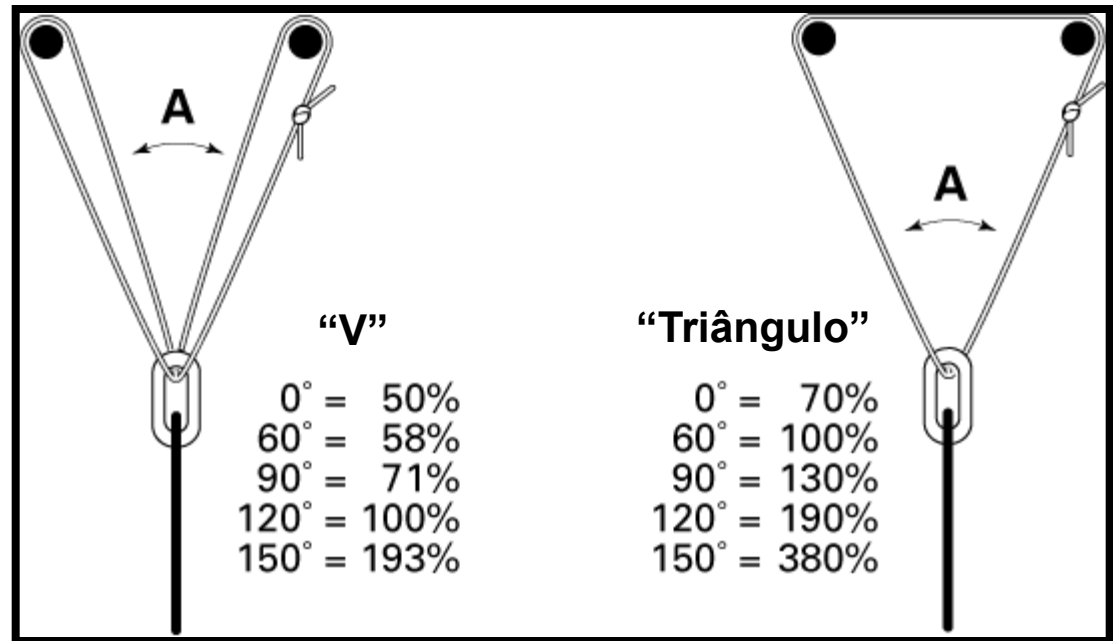 A
A
“V”
0° = 50%
60° = 58%
90° = 71%
120° = 100%
150° = 193%
“Triângulo”
0° = 70%
60° = 100%
90° = 130%
120° = 190%
150° = 380%